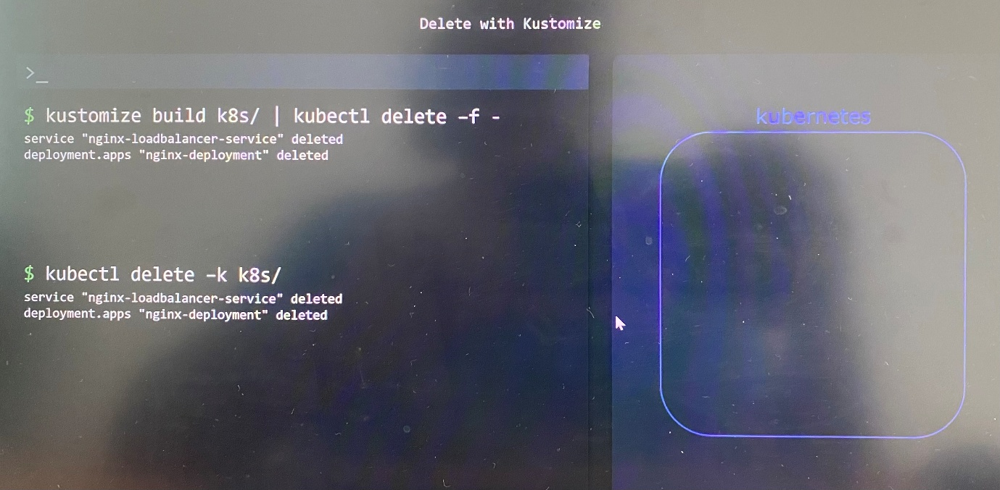 Delete with Kustomize
>_
$ kustomize build k8s/ | kubectl delete -f -
service "nginx-loadbalancer-service" deleted
deployment.apps "nginx-deployment" deleted
$ kubectl delete -k k8s/
service "nginx-loadbalancer-service" deleted
deployment.apps "nginx-deployment" deleted
kubernetes